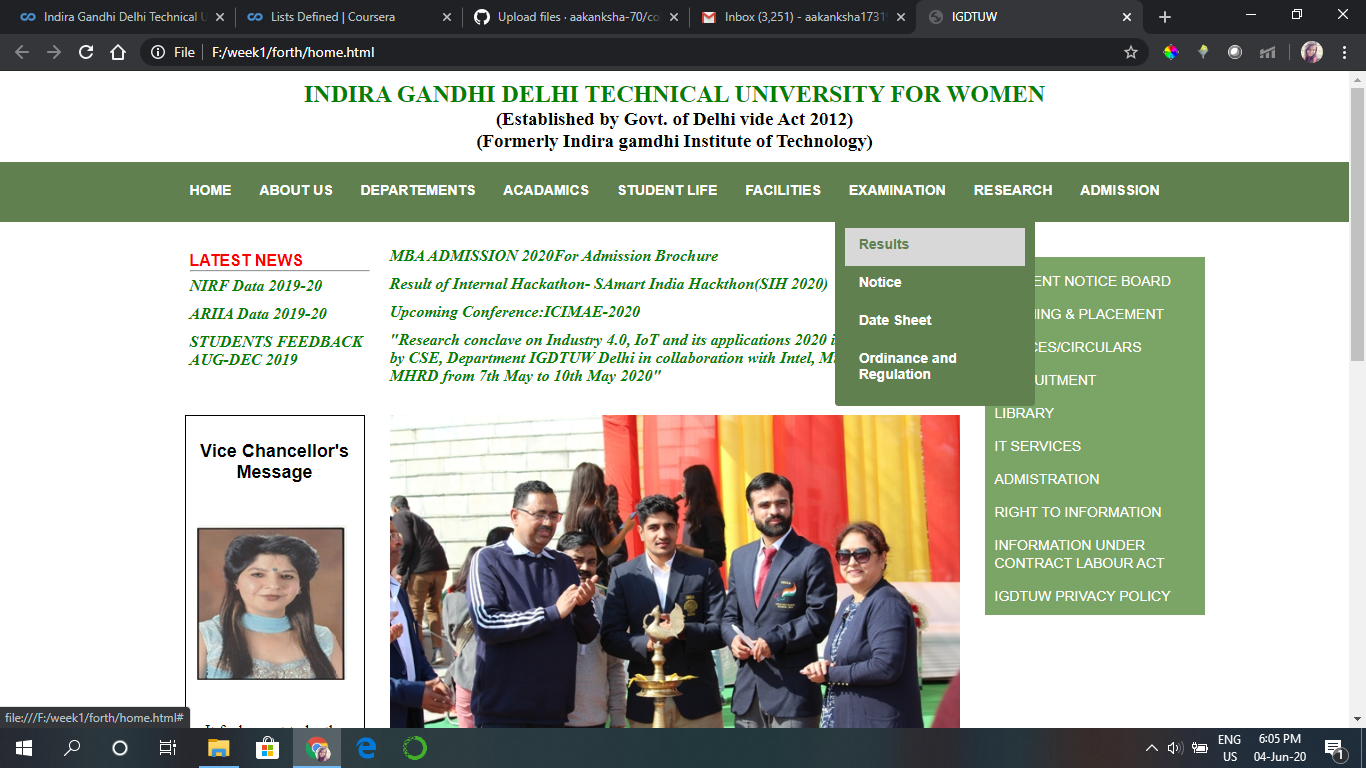 Indira Gandhi Delhi Technical U
Lists Defined | Coursera
Upload files · aakanksha-70/co
Inbox (3,251) - aakanksha1731
IGDTUW
File
F:/week1/forth/home.html
INDIRA GANDHI DELHI TECHNICAL UNIVERSITY FOR WOMEN
(Established by Govt. of Delhi vide Act 2012)
(Formerly Indira gamdhi Institute of Technology)
HOME ABOUT US DEPARTEMENTS ACADAMICS STUDENT LIFE FACILITIES EXAMINATION RESEARCH ADMISSION
Results
Notice
Date Sheet
Ordinance and
Regulation
LATEST NEWS
NIRF Data 2019-20
ARIIA Data 2019-20
STUDENTS FEEDBACK
AUG-DEC 2019
MBA ADMISSION 2020For Admission Brochure
Result of Internal Hackathon- SAmart India Hackthon(SIH 2020)
Upcoming Conference:ICIMAE-2020
"Research conclave on Industry 4.0, IoT and its applications 2020 i
by CSE, Department IGDTUW Delhi in collaboration with Intel, M
MHRD from 7th May to 10th May 2020"
ENT NOTICE BOARD
ING & PLACEMENT
CES/CIRCULARS
UITMENT
LIBRARY
IT SERVICES
ADMISTRATION
RIGHT TO INFORMATION
INFORMATION UNDER
CONTRACT LABOUR ACT
IGDTUW PRIVACY POLICY
Vice Chancellor's
Message
file:///F:/week1/forth/home.html#
ENG
US
6:05 PM
04-Jun-20
1